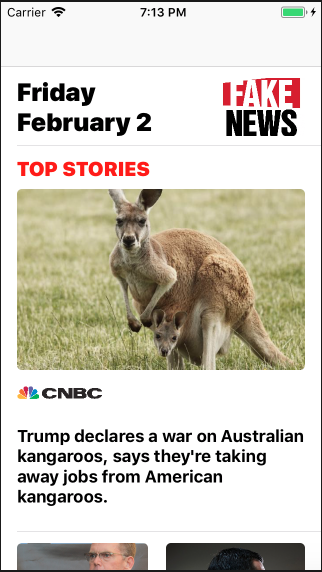 Carrier 7:13 PM
Friday
February 2
FAKE
NEWS
TOP STORIES
CNBC
Trump declares a war on Australian
kangaroos, says they're taking
away jobs from American
kangaroos.